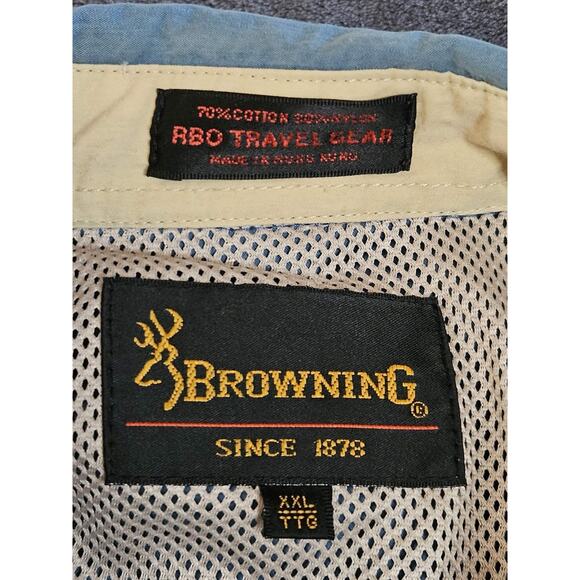 70% COTTON 30% NYLON
RBO TRAVEL GEAR
MADE IN HONG KONG
BROWNING
SINCE 1878
XXL
TTG